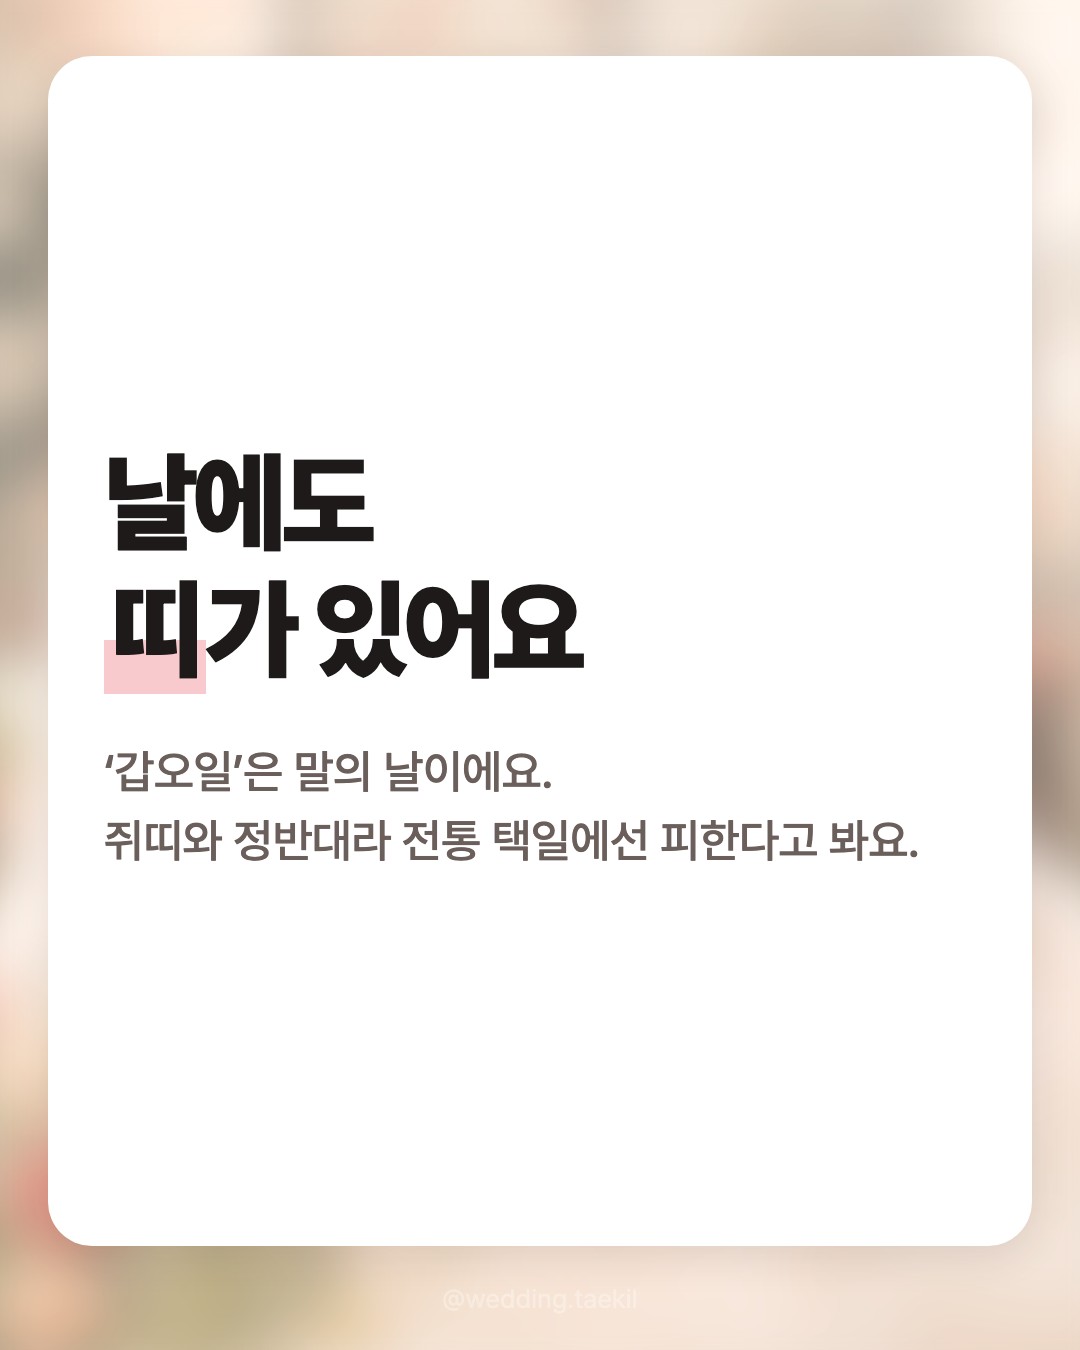 날에도
띠가 있어요
‘갑오일’은 말의 날이에요.
쥐띠와 정반대라 전통 택일에선 피한다고 봐요.
@wedding.taekil